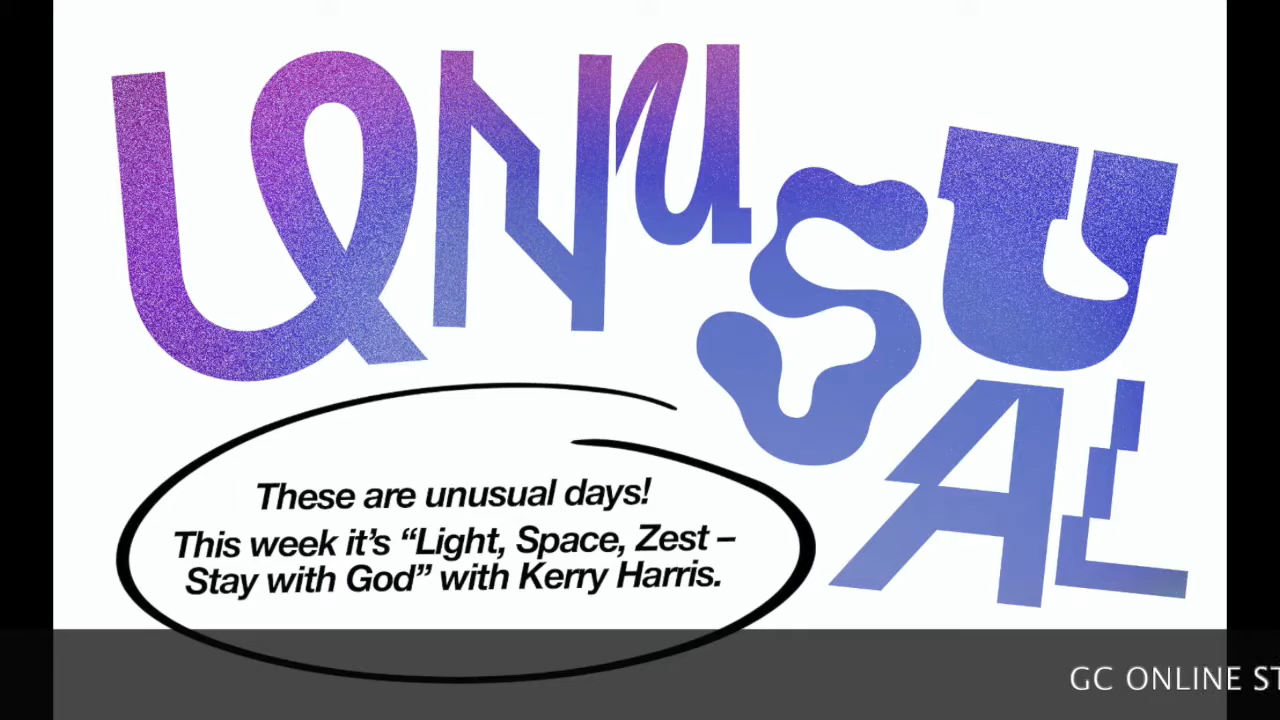 UNuSUAL
These are unusual days!
This week it's “Light, Space, Zest –
Stay with God” with Kerry Harris.
GC ONLINE ST